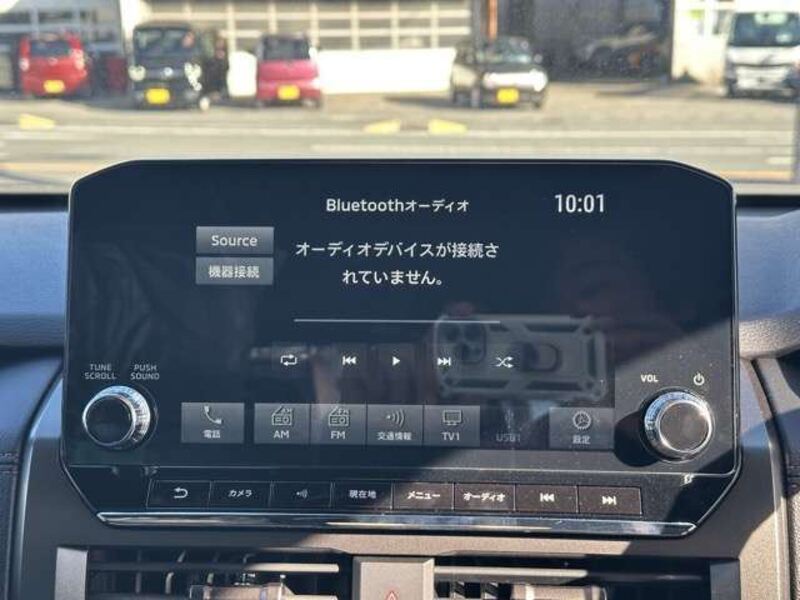 Bluetoothオーディオ
10:01
Source
機器接続
オーディオデバイスが接続さ
れていません。
TUNE
SCROLL
PUSH
SOUND
VOL
電話
AM
AM
FM
FM
交通情報
TV1
USB1
設定
カメラ
現在地
メニュー
オーディオ